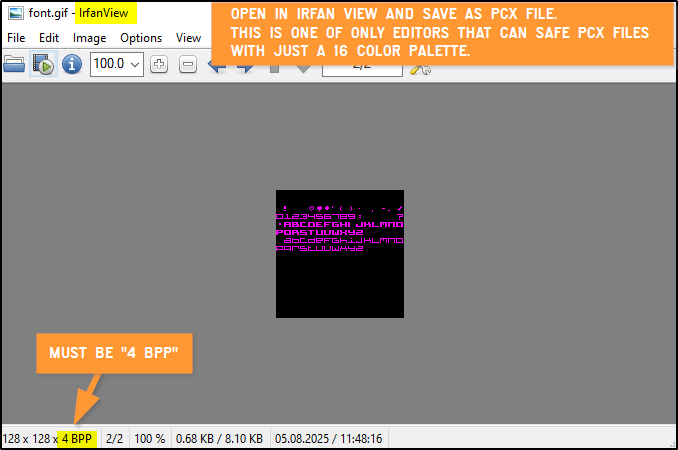 font.gif - IrfanView
OPEN IN IRFAN VIEW AND SAVE AS PCX FILE.
THIS IS ONE OF ONLY EDITORS THAT CAN SAFE PCX FILES
WITH JUST A 16 COLOR PALETTE.
File Edit Image Options View
100.0
2/2
0123456789: ?
ABCDEFGHIJKLMNO
PQRSTUVWXYZ
abcdefghijklmno
pqrstuvwxyz
MUST BE "4 BPP"
128 x 128 x 4 BPP 2/2 100 % 0.68 KB / 8.10 KB 05.08.2025 / 11:48:16